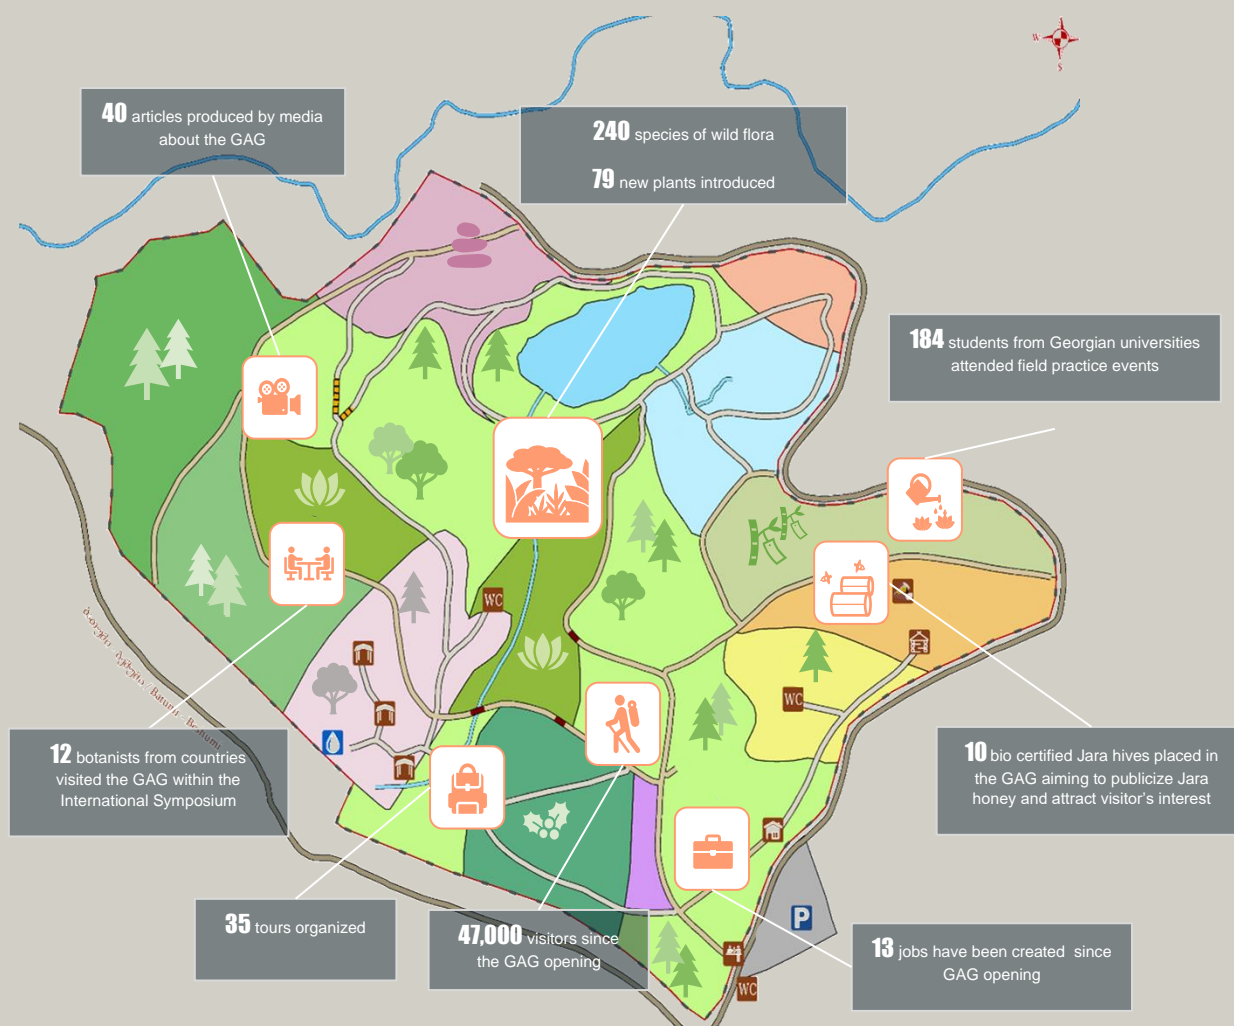 W
S
40 articles produced by media
about the GAG
240 species of wild flora
79 new plants introduced
184 students from Georgian universities
attended field practice events
WC
/ Batumi - Beshumi
WC
12 botanists from countries
visited the GAG within the
International Symposium
10 bio certified Jara hives placed in
the GAG aiming to publicize Jara
honey and attract visitor's interest
35 tours organized
47,000 visitors since
the GAG opening
P
13 jobs have been created since
GAG opening
WC